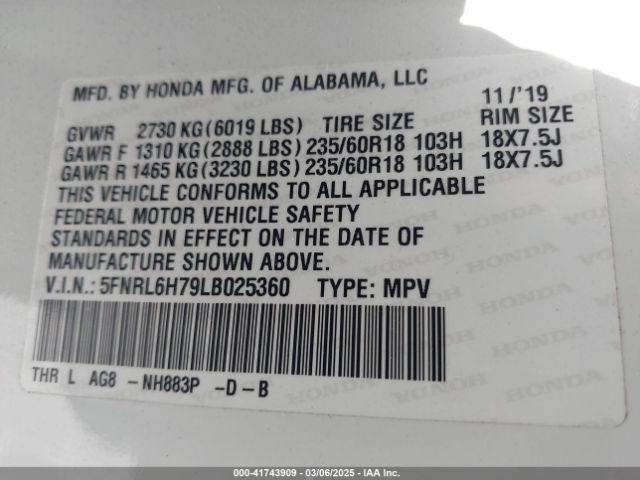 MFD. BY HONDA MFG. OF ALABAMA, LLC
11/'19
GVWR 2730 KG(6019 LBS) TIRE SIZE RIM SIZE
GAWR F 1310 KG(2888 LBS) 235/60R18 103H 18X7.5J
GAWR R 1465 KG(3230 LBS) 235/60R18 103H 18X7.5J
THIS VEHICLE CONFORMS TO ALL APPLICABLE
FEDERAL MOTOR VEHICLE SAFETY
STANDARDS IN EFFECT ON THE DATE OF
MANUFACTURE SHOWN ABOVE.
V.I.N.: 5FNRL6H79LB025360 TYPE: MPV
THR L AG8 -NH883P -D-B
000-41743909 - 03/06/2025 - IAA Inc.